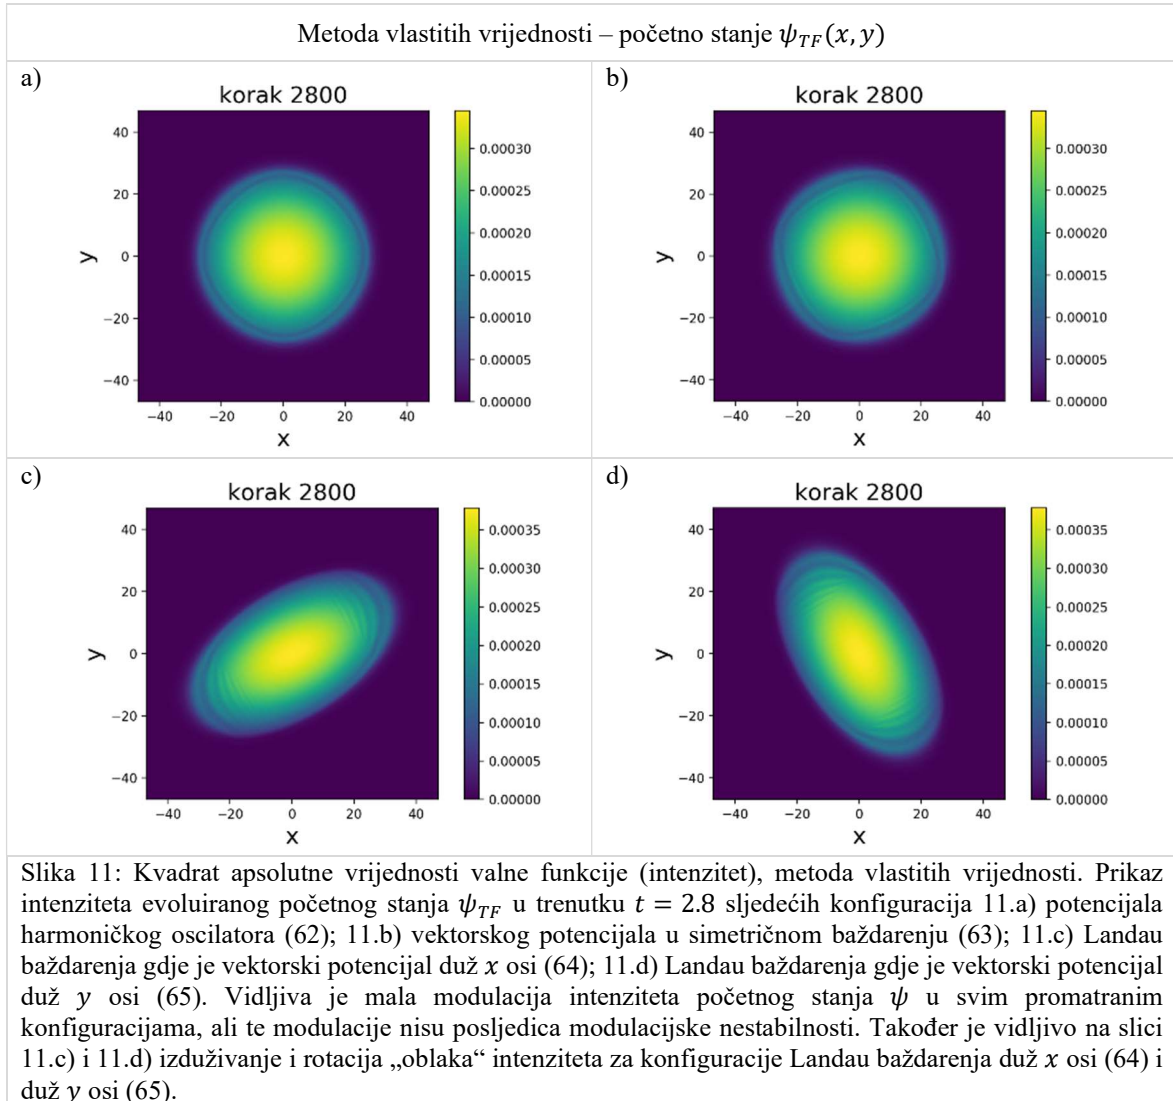 Metoda vlastitih vrijednosti – početno stanje 𝜓𝑇𝐹(𝑥, 𝑦)
a)
korak 2800
40
20
0
−20
−40
y
−40 −20 0 20 40
x
0.00030
0.00025
0.00020
0.00015
0.00010
0.00005
0.00000
b)
korak 2800
40
20
0
−20
−40
y
−40 −20 0 20 40
x
0.00030
0.00025
0.00020
0.00015
0.00010
0.00005
0.00000
c)
korak 2800
40
20
0
−20
−40
y
−40 −20 0 20 40
x
0.00035
0.00030
0.00025
0.00020
0.00015
0.00010
0.00005
0.00000
d)
korak 2800
40
20
0
−20
−40
y
−40 −20 0 20 40
x
0.00035
0.00030
0.00025
0.00020
0.00015
0.00010
0.00005
0.00000
Slika 11: Kvadrat apsolutne vrijednosti valne funkcije (intenzitet), metoda vlastitih vrijednosti. Prikaz
intenziteta evoluiranog početnog stanja 𝜓𝑇𝐹 u trenutku 𝑡 = 2.8 sljedećih konfiguracija 11.a) potencijala
harmoničkog oscilatora (62); 11.b) vektorskog potencijala u simetričnom baždarenju (63); 11.c) Landau
baždarenja gdje je vektorski potencijal duž 𝑥 osi (64); 11.d) Landau baždarenja gdje je vektorski potencijal
duž 𝑦 osi (65). Vidljiva je mala modulacija intenziteta početnog stanja 𝜓 u svim promatranim
konfiguracijama, ali te modulacije nisu posljedica modulacijske nestabilnosti. Također je vidljivo na slici
11.c) i 11.d) izduživanje i rotacija „oblaka“ intenziteta za konfiguracije Landau baždarenja duž 𝑥 osi (64) i
duž 𝑦 osi (65).